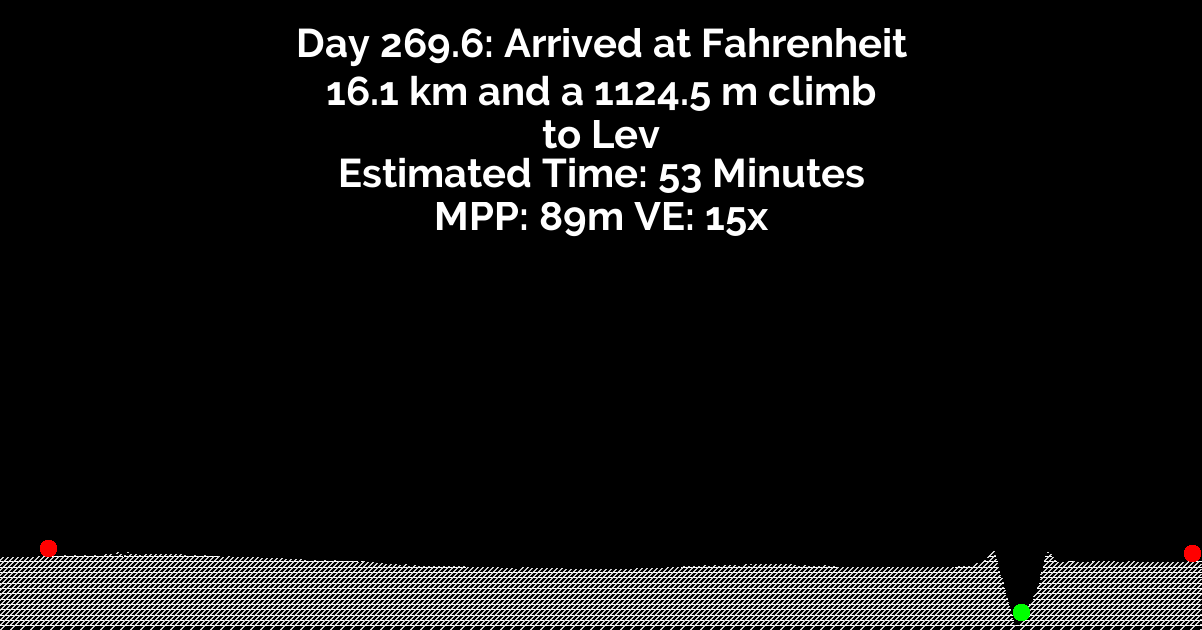 Day 269.6: Arrived at Fahrenheit
16.1 km and a 1124.5 m climb
to Lev
Estimated Time: 53 Minutes
MPP: 89m VE: 15x